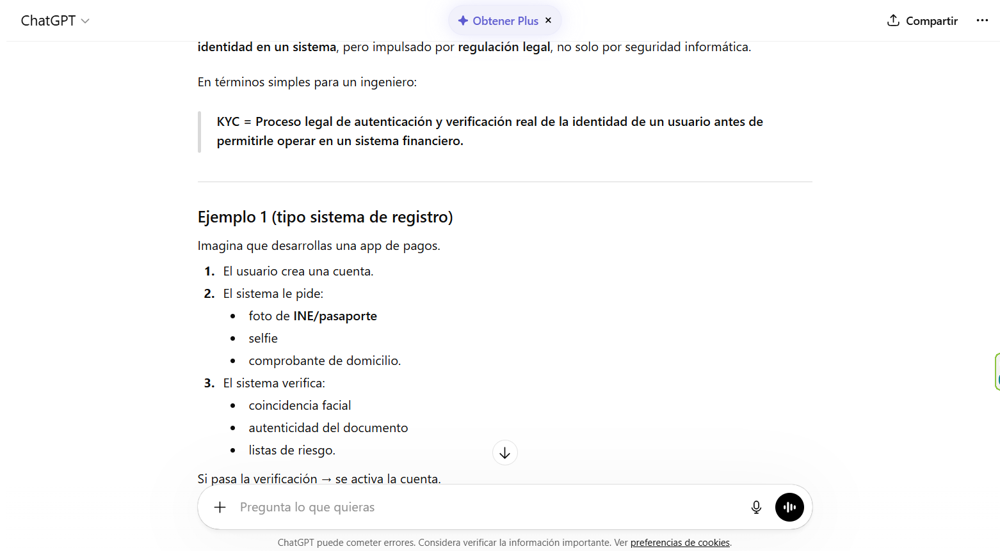 ChatGPT
Obtener Plus ×
Compartir
identidad en un sistema, pero impulsado por regulación legal, no solo por seguridad informática.
En términos simples para un ingeniero:
KYC = Proceso legal de autenticación y verificación real de la identidad de un usuario antes de
permitirle operar en un sistema financiero.
Ejemplo 1 (tipo sistema de registro)
Imagina que desarrollas una app de pagos.
1. El usuario crea una cuenta.
2. El sistema le pide:
• foto de INE/pasaporte
• selfie
• comprobante de domicilio.
3. El sistema verifica:
• coincidencia facial
• autenticidad del documento
• listas de riesgo.
Si pasa la verificación → se activa la cuenta.
Pregunta lo que quieras
ChatGPT puede cometer errores. Considera verificar la información importante. Ver preferencias de cookies.